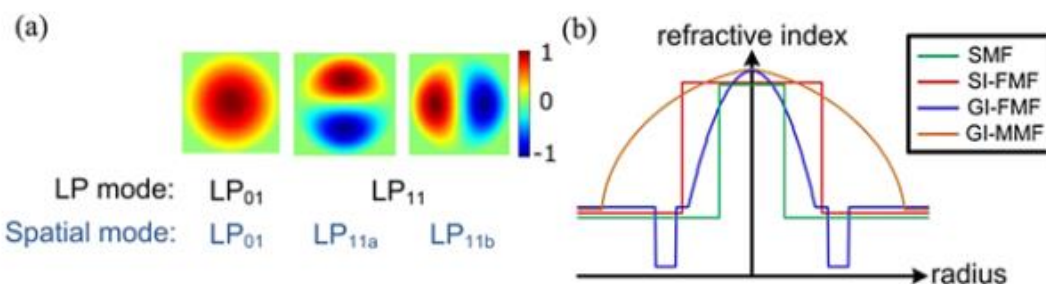 (a)
1
0
-1
LP mode: LP₀₁ LP₁₁
Spatial mode: LP₀₁ LP₁₁ₐ LP₁₁b
(b)
refractive index
SMF
SI-FMF
GI-FMF
GI-MMF
radius